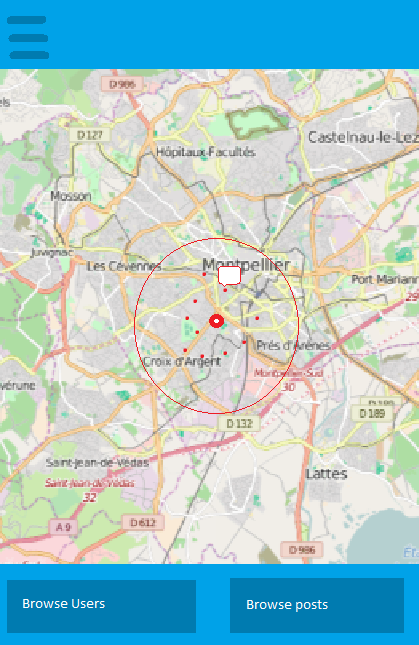 D 986
D 127
Castelnau-le-Lez
Hôpitaux-Facultés
Mosson
Juvignac
Les Cévennes
Montpellier
Port Marianne
Prés d'Arènes
Croix d'Argent
Montpellier-Sud
30
D 189
D 132
Saint-Jean-de-Védas
Lattes
Saint-Jean-de-Védas
32
A 9
D 612
D 986
Browse Users
Browse posts